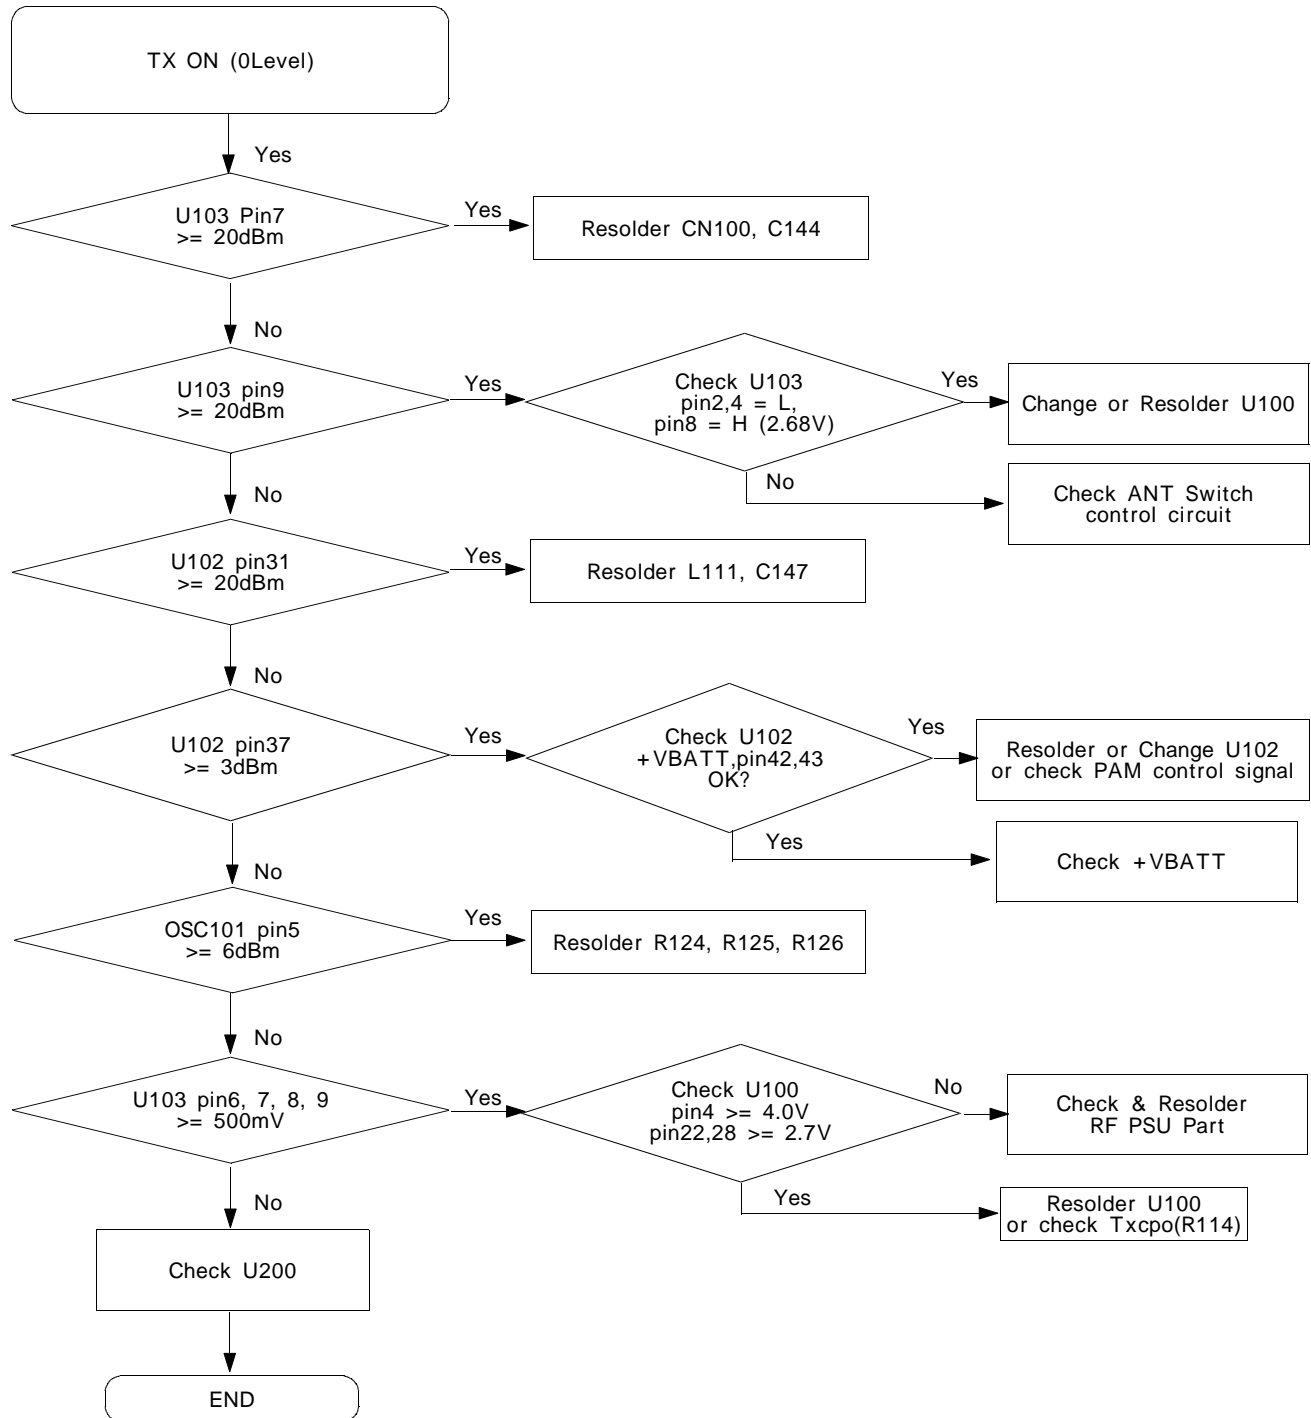 TX ON (0Level)
Yes
U103 Pin7
>= 20dBm
Yes
Resolder CN100, C144
No
U103 pin9
>= 20dBm
Yes
Check U103
pin2,4 = L,
pin8 = H (2.68V)
Yes
Change or Resolder U100
No
Check ANT Switch
control circuit
No
U102 pin31
>= 20dBm
Yes
Resolder L111, C147
No
U102 pin37
>= 3dBm
Yes
Check U102
+VBATT,pin42,43
OK?
Yes
Resolder or Change U102
or check PAM control signal
Yes
Check +VBATT
No
OSC101 pin5
>= 6dBm
Yes
Resolder R124, R125, R126
No
U103 pin6, 7, 8, 9
>= 500mV
Yes
Check U100
pin4 >= 4.0V
pin22,28 >= 2.7V
No
Check & Resolder
RF PSU Part
Yes
Resolder U100
or check Txcpo(R114)
No
Check U200
END